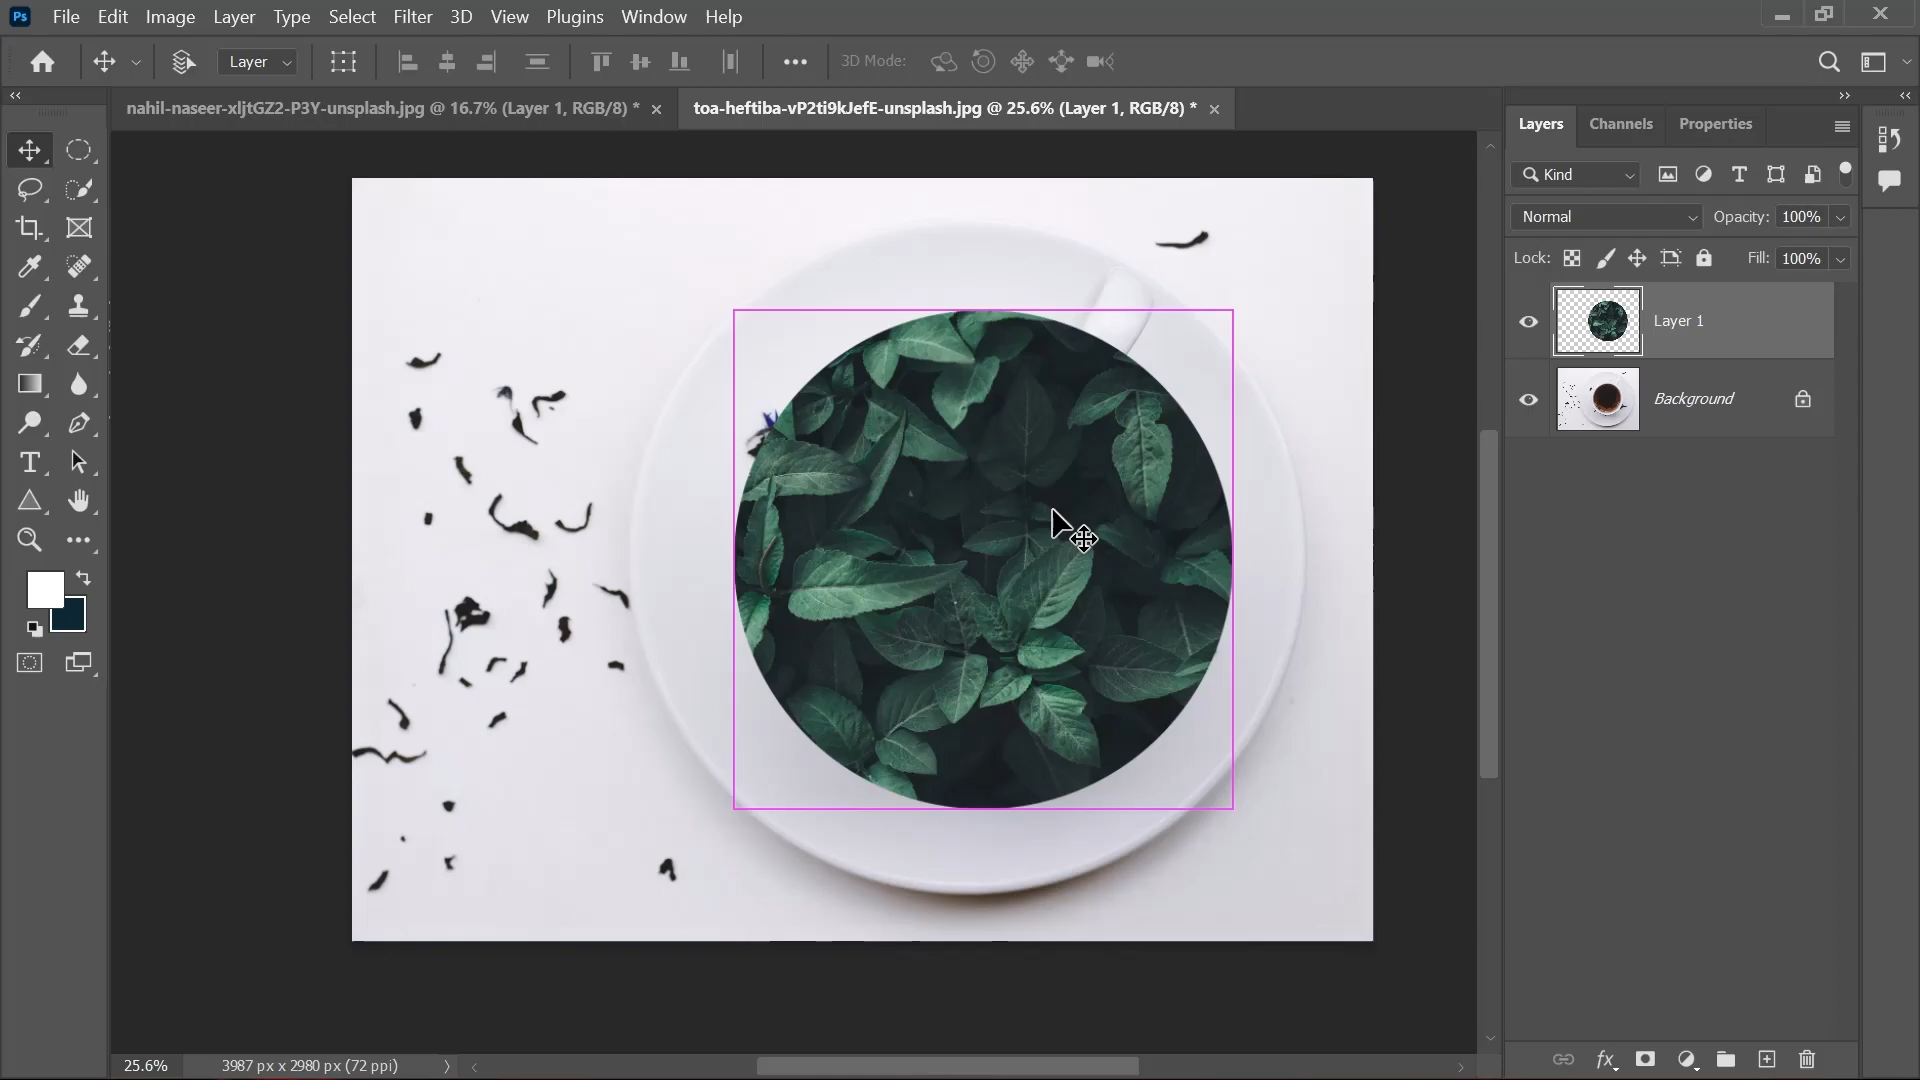 Ps File Edit Image Layer Type Select Filter 3D View Plugins Window Help
Layer 3D Mode:
nahil-naseer-xljtGZ2-P3Y-unsplash.jpg @ 16.7% (Layer 1, RGB/8) *
toa-heftiba-vP2ti9kJefE-unsplash.jpg @ 25.6% (Layer 1, RGB/8) *
Layers Channels Properties
Kind
Normal Opacity: 100%
Lock: Fill: 100%
Layer 1
Background
25.6% 3987 px x 2980 px (72 ppi)